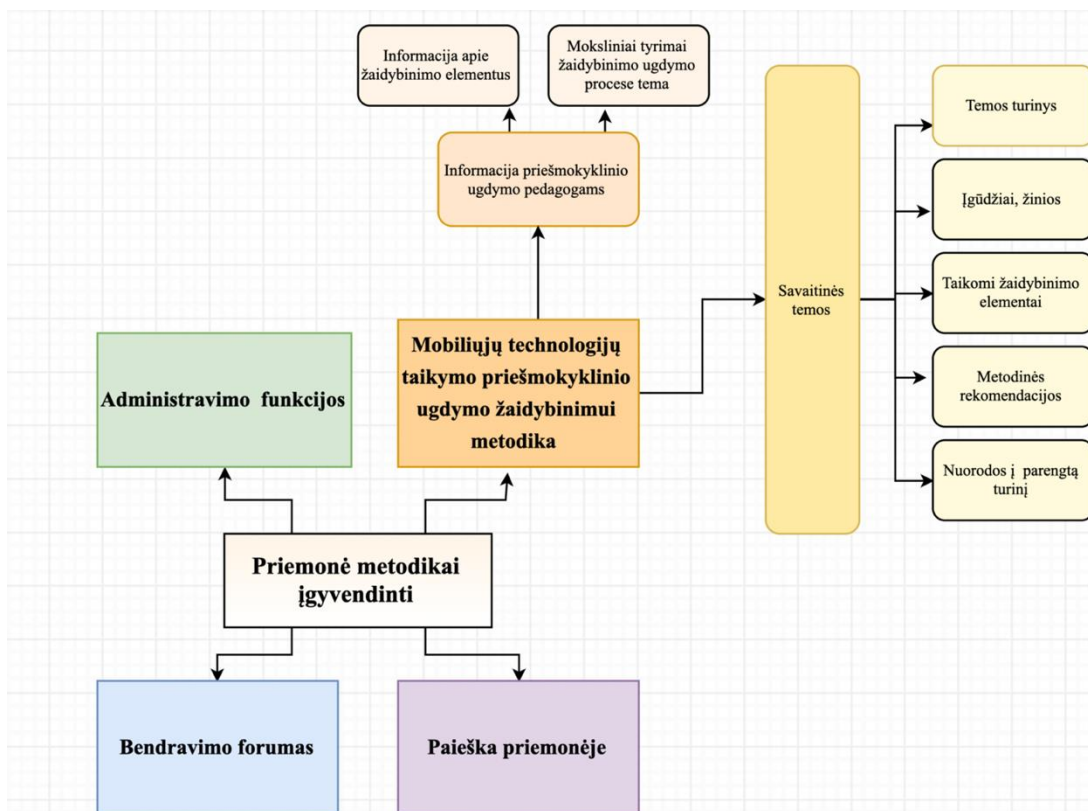 Informacija apie
žaidybinimo elementus
Moksliniai tyrimai
žaidybinimo ugdymo
procese tema
Informacija priešmokyklinio
ugdymo pedagogams
Administravimo funkcijos
Mobiliųjų technologijų
taikymo priešmokyklinio
ugdymo žaidybinimui
metodika
Savaitinės
temos
Temos turinys
Įgūdžiai, žinios
Taikomi žaidybinimo
elementai
Metodinės
rekomendacijos
Nuorodos į parengtą
turinį
Priemonė metodikai
įgyvendinti
Bendravimo forumas
Paieška priemonėje